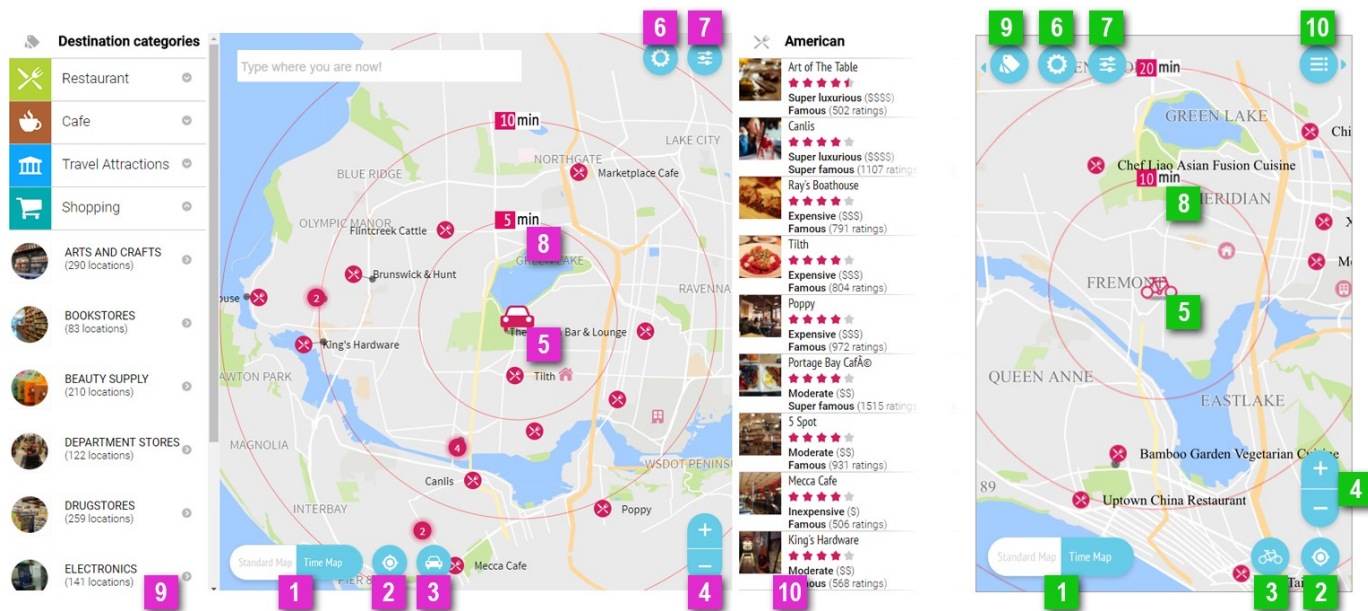 6
7
9
6
7
10
Destination categories
Type where you are now!
American
Restaurant
Cafe
Travel Attractions
Shopping
ARTS AND CRAFTS
(290 locations)
BOOKSTORES
(83 locations)
BEAUTY SUPPLY
(210 locations)
DEPARTMENT STORES
(122 locations)
DRUGSTORES
(259 locations)
ELECTRONICS
(141 locations)
9
10 min
LAKE CITY
NORTHGATE
BLUE RIDGE
Marketplace Cafe
OLYMPIC MANOR
5 min
Flintcreek Cattle
8
Brunswick & Hunt
2
King's Hardware
RAVENNA
Bar & Lounge
5
Tilth
MAGNOLIA
4
Canlis
INTERBAY
Poppy
2
Mecca Cafe
Standard Map
Time Map
1
2
3
+
−
4
Art of The Table
Super luxurious ($$$$)
Famous (502 ratings)
Canlis
Super luxurious ($$$$)
Super famous (1107 ratings
Ray's Boathouse
Expensive ($$$)
Famous (791 ratings)
Tilth
Expensive ($$$)
Famous (804 ratings)
Poppy
Expensive ($$$)
Famous (972 ratings)
Portage Bay CafÃ©
Moderate ($$)
Super famous (1515 ratings
5 Spot
Moderate ($$)
Famous (931 ratings)
Mecca Cafe
Inexpensive ($)
Famous (506 ratings)
King's Hardware
Moderate ($$)
(568 ratings)
10
20 min
GREEN LAKE
Chi
Chef Liao Asian Fusion Cuisine
10 min
8
ERIDIAN
X
FREMONT
5
QUEEN ANNE
EASTLAKE
Bamboo Garden Vegetarian Cuisine
89
Uptown China Restaurant
+
−
4
Standard Map
Time Map
Tai
1
3
2